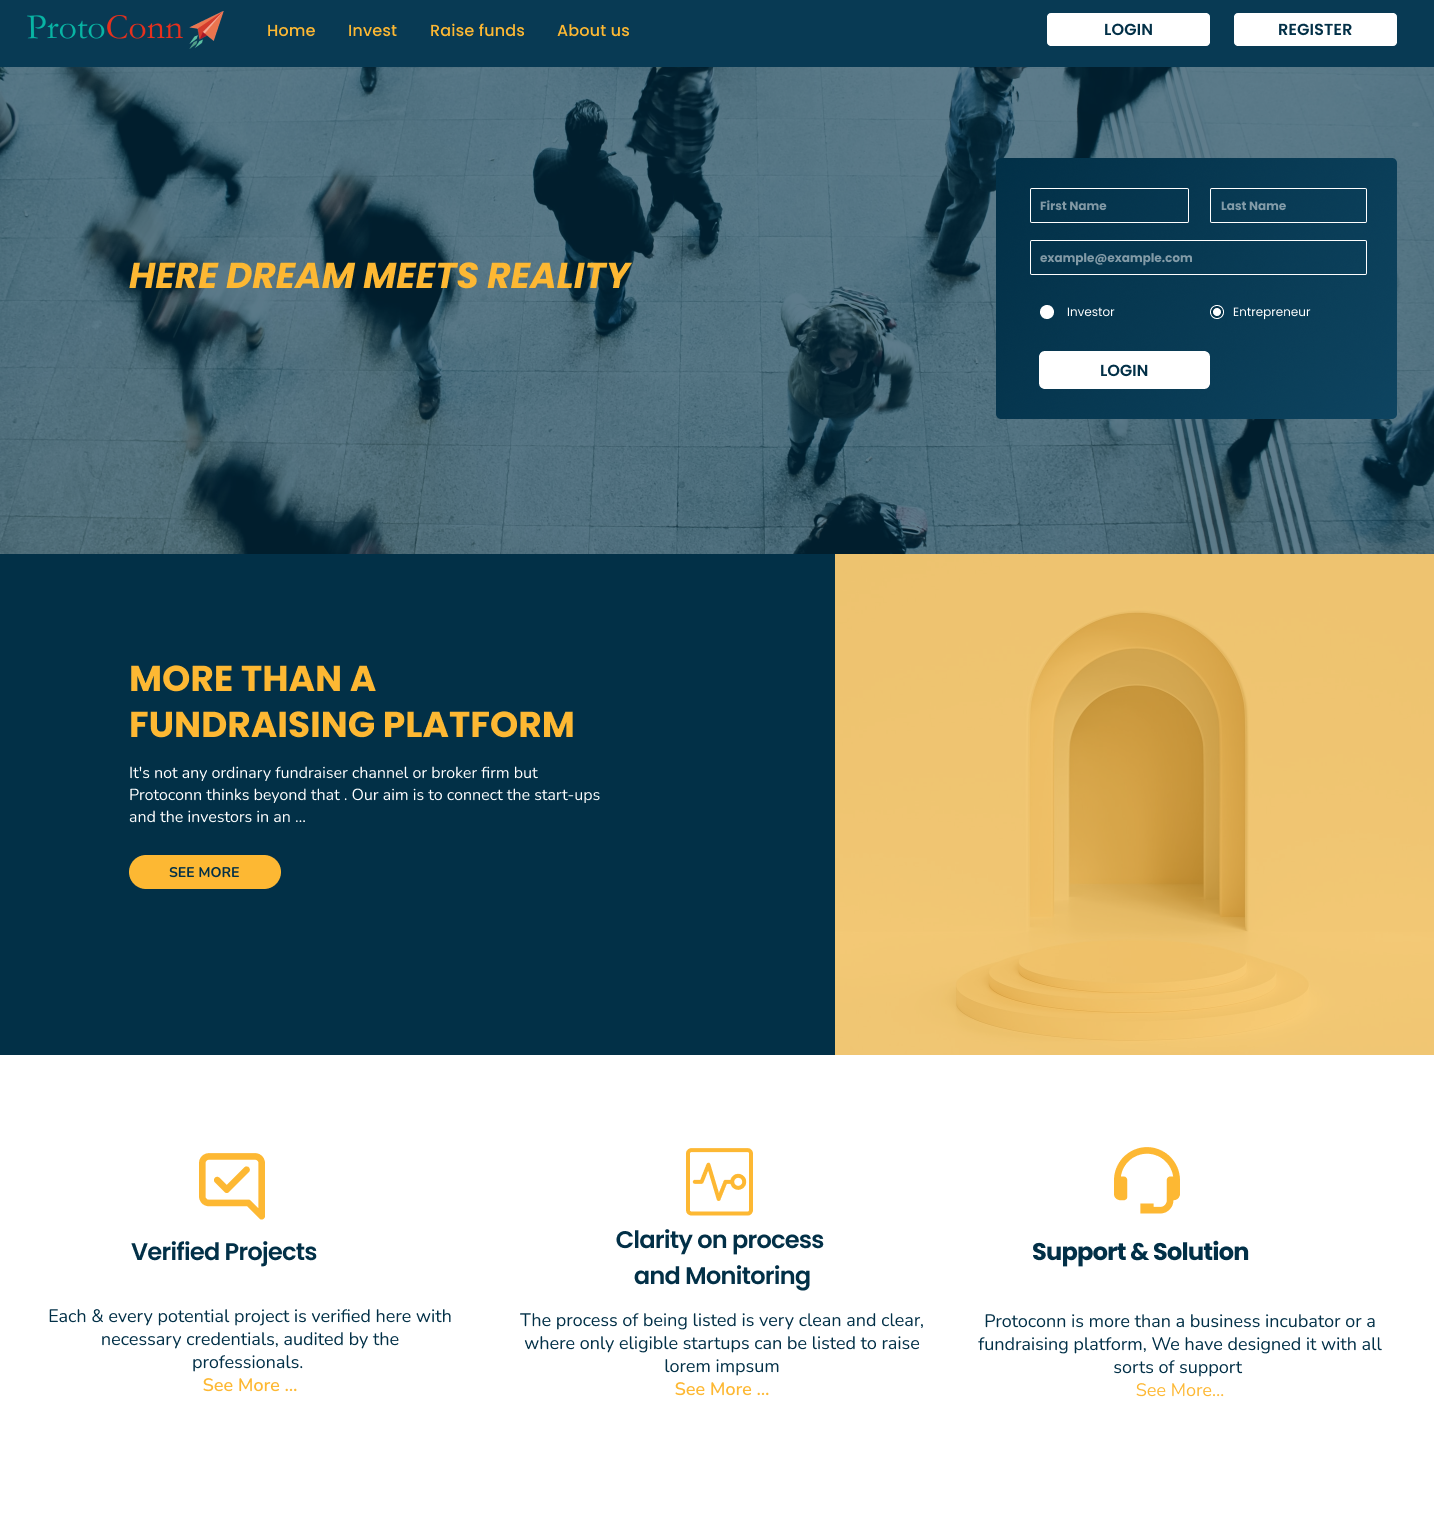 ProtoConn
Home Invest Raise funds About us
LOGIN REGISTER
First Name Last Name
example@example.com
Investor Entrepreneur
LOGIN
HERE DREAM MEETS REALITY
MORE THAN A
FUNDRAISING PLATFORM
It's not any ordinary fundraiser channel or broker firm but
Protoconn thinks beyond that . Our aim is to connect the start-ups
and the investors in an ...
SEE MORE
Verified Projects
Each & every potential project is verified here with
necessary credentials, audited by the
professionals.
See More ...
Clarity on process
and Monitoring
The process of being listed is very clean and clear,
where only eligible startups can be listed to raise
lorem impsum
See More ...
Support & Solution
Protoconn is more than a business incubator or a
fundraising platform, We have designed it with all
sorts of support
See More...